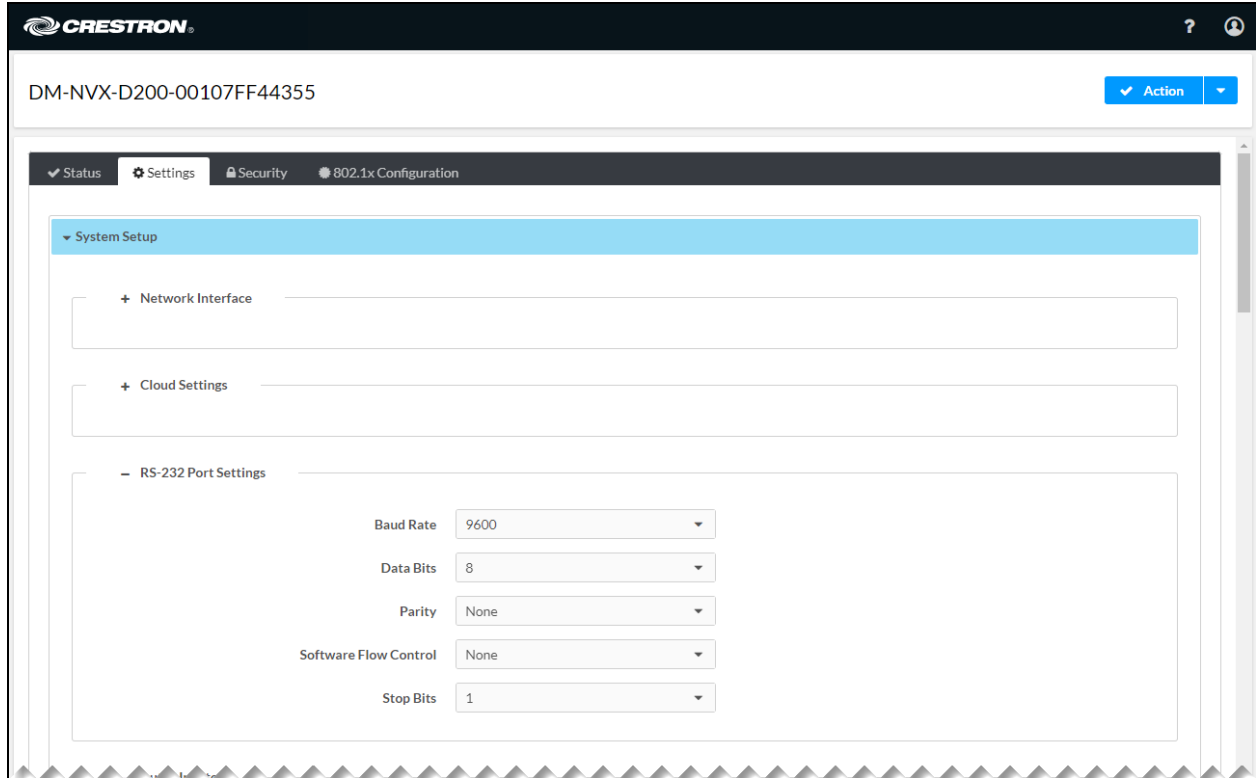 CRESTRON®
?
DM-NVX-D200-00107FF44355
Action
Status Settings Security 802.1x Configuration
System Setup
+ Network Interface
+ Cloud Settings
– RS-232 Port Settings
Baud Rate 9600
Data Bits 8
Parity None
Software Flow Control None
Stop Bits 1